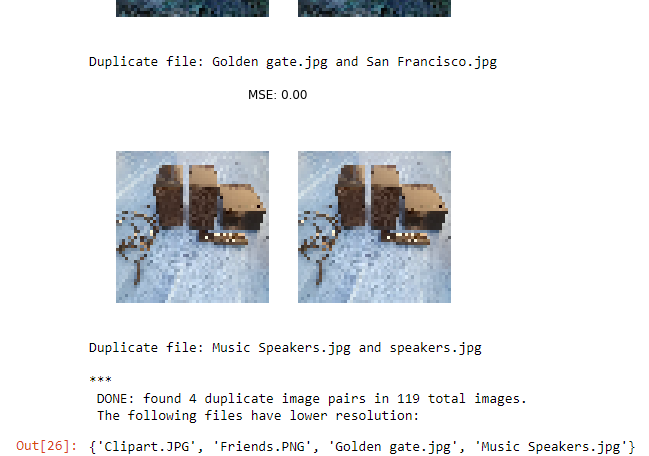 Duplicate file: Golden gate.jpg and San Francisco.jpg
MSE: 0.00
Duplicate file: Music Speakers.jpg and speakers.jpg
***
DONE: found 4 duplicate image pairs in 119 total images.
The following files have lower resolution:
Out[26]: {'Clipart.JPG', 'Friends.PNG', 'Golden gate.jpg', 'Music Speakers.jpg'}